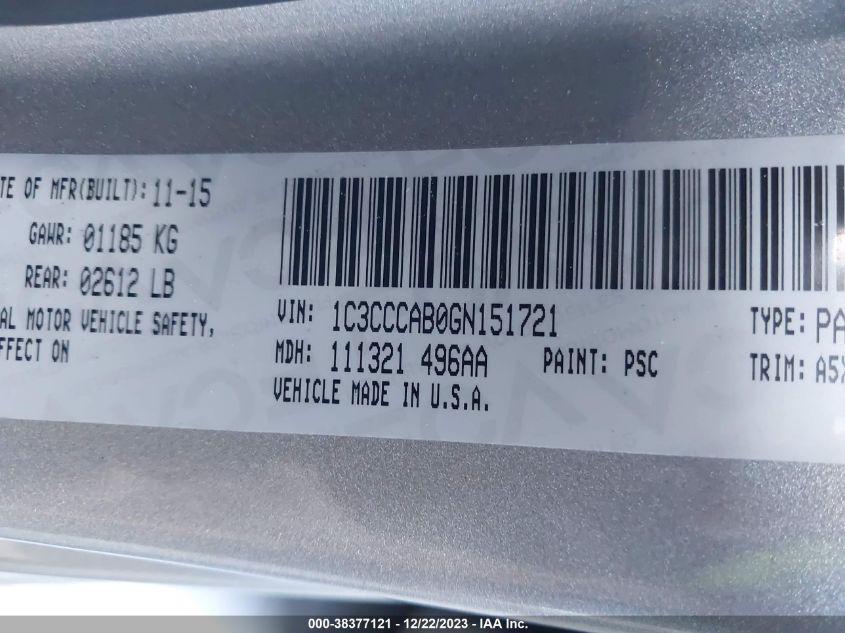 TE OF MFR(BUILT): 11-15
GAWR: 01185 KG
REAR: 02612 LB
AL MOTOR VEHICLE SAFETY,
FFECT ON
VIN: 1C3CCCAB0GN151721
TYPE: PA
MDH: 111321 496AA PAINT: PSC
TRIM: A5X
VEHICLE MADE IN U.S.A.
000-38377121 - 12/22/2023 - IAA Inc.